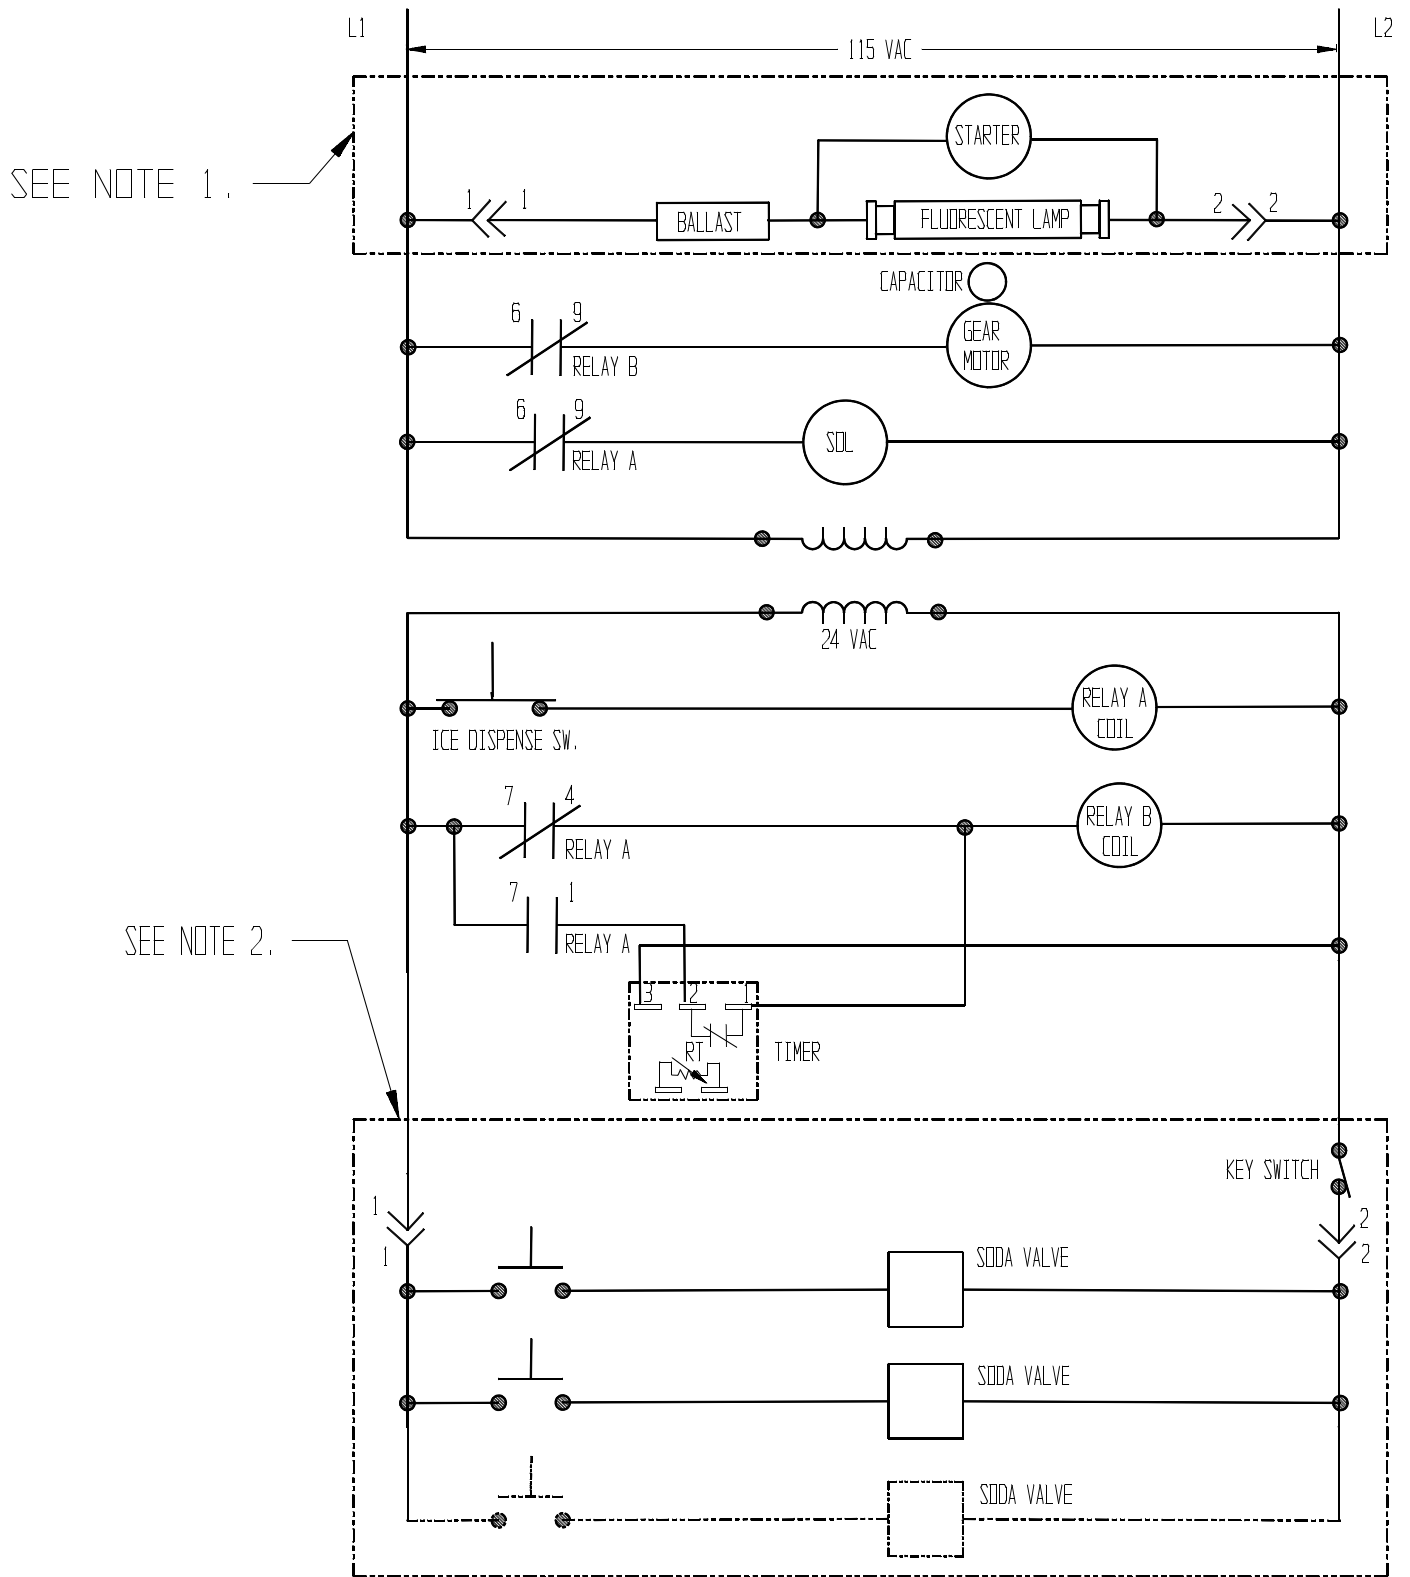 L1
L2
115 VAC
SEE NOTE 1.
STARTER
1
1
BALLAST
FLUORESCENT LAMP
2
2
CAPACITOR
GEAR
MOTOR
6
9
RELAY B
6
9
RELAY A
SOL
24 VAC
ICE DISPENSE SW.
RELAY A
COIL
7
4
RELAY A
RELAY B
COIL
7
1
RELAY A
SEE NOTE 2.
3
2
1
RT
TIMER
KEY SWITCH
1
1
2
2
SODA VALVE
SODA VALVE
SODA VALVE